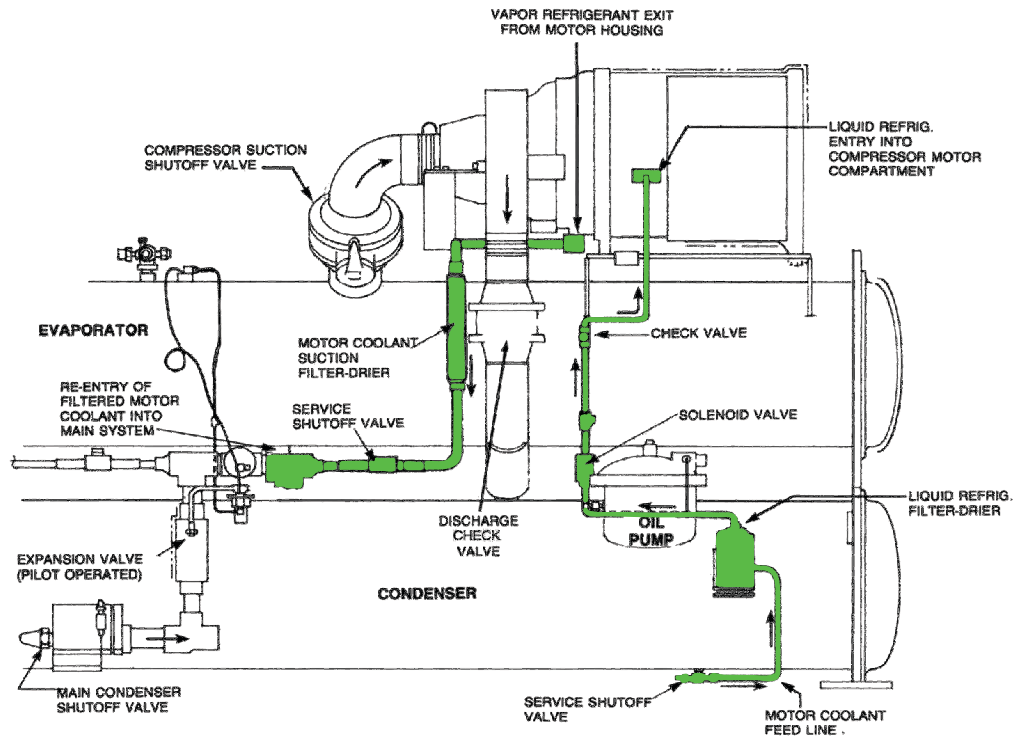 VAPOR REFRIGERANT EXIT
FROM MOTOR HOUSING
LIQUID REFRIG.
ENTRY INTO
COMPRESSOR MOTOR
COMPARTMENT
COMPRESSOR SUCTION
SHUTOFF VALVE
EVAPORATOR
MOTOR COOLANT
SUCTION
FILTER-DRIER
CHECK VALVE
RE-ENTRY OF
FILTERED MOTOR
COOLANT INTO
MAIN SYSTEM
SERVICE
SHUTOFF VALVE
SOLENOID VALVE
LIQUID REFRIG.
FILTER-DRIER
DISCHARGE
CHECK
VALVE
OIL
PUMP
EXPANSION VALVE
(PILOT OPERATED)
CONDENSER
MAIN CONDENSER
SHUTOFF VALVE
SERVICE SHUTOFF
VALVE
MOTOR COOLANT
FEED LINE .